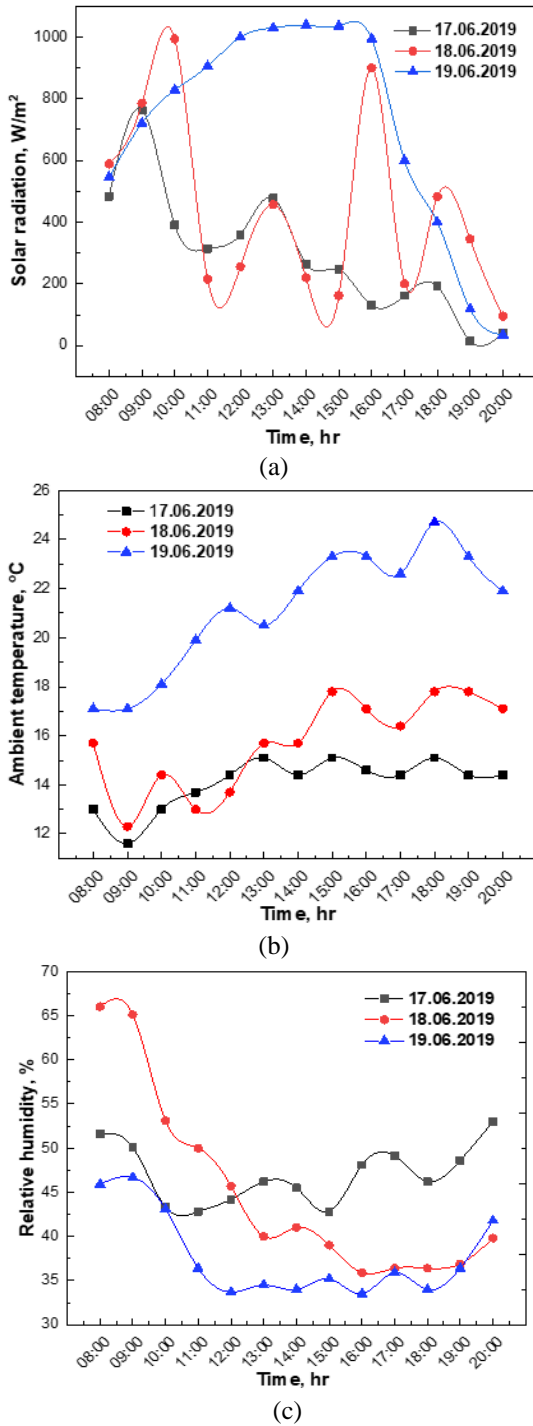 1000
800
600
400
200
0
Solar radiation, W/m²
17.06.2019
18.06.2019
19.06.2019
08:00 09:00 10:00 11:00 12:00 13:00 14:00 15:00 16:00 17:00 18:00 19:00 20:00
Time, hr
(a)
26
24
22
20
18
16
14
12
Ambient temperature, °C
17.06.2019
18.06.2019
19.06.2019
08:00 09:00 10:00 11:00 12:00 13:00 14:00 15:00 16:00 17:00 18:00 19:00 20:00
Time, hr
(b)
70
65
60
55
50
45
40
35
30
Relative humidity, %
17.06.2019
18.06.2019
19.06.2019
08:00 09:00 10:00 11:00 12:00 13:00 14:00 15:00 16:00 17:00 18:00 19:00 20:00
Time, hr
(c)